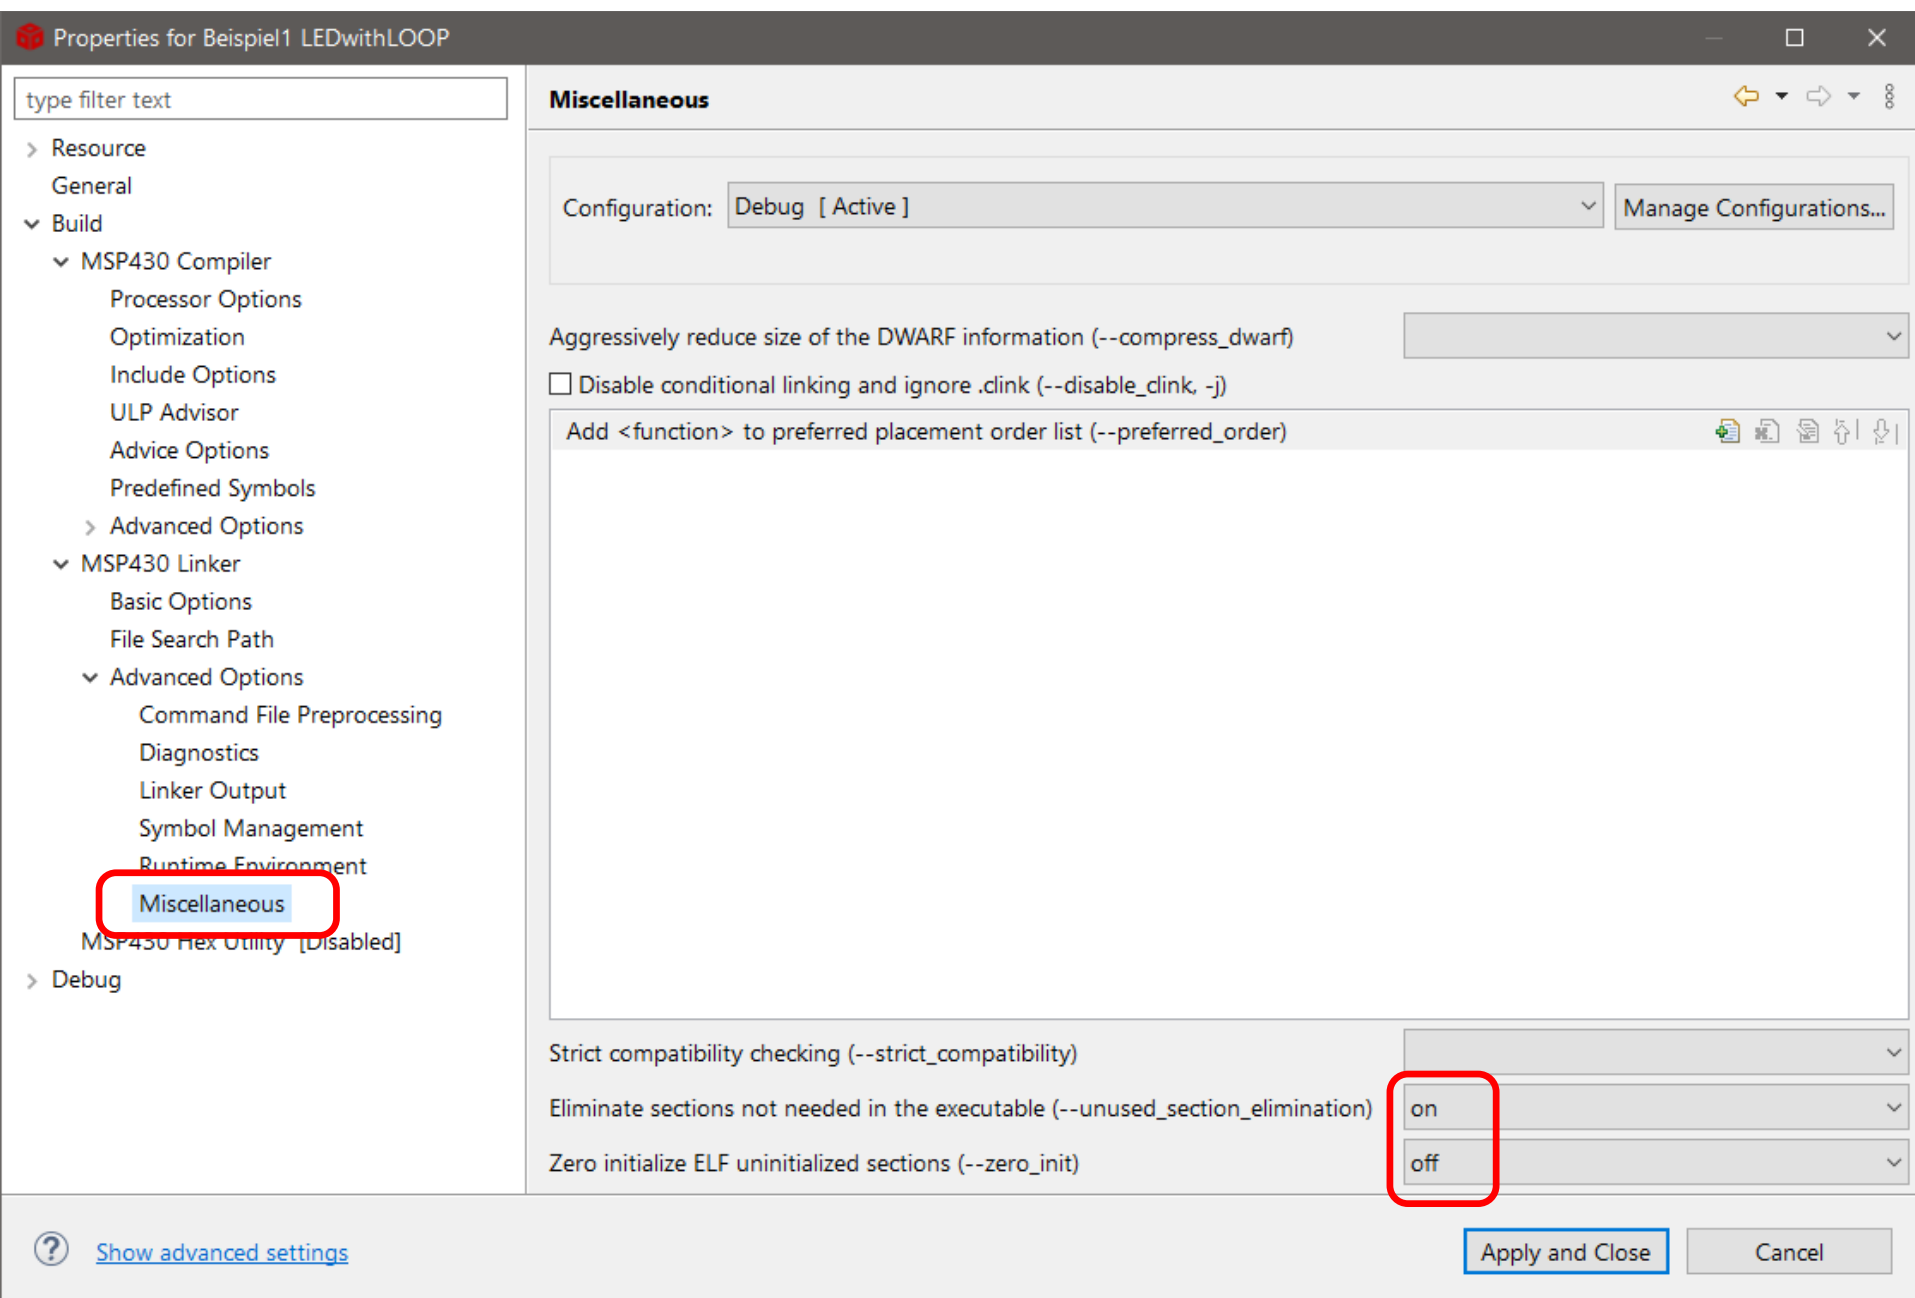 Properties for Beispiel1 LEDwithLOOP
type filter text
Resource
General
Build
MSP430 Compiler
Processor Options
Optimization
Include Options
ULP Advisor
Advice Options
Predefined Symbols
Advanced Options
MSP430 Linker
Basic Options
File Search Path
Advanced Options
Command File Preprocessing
Diagnostics
Linker Output
Symbol Management
Runtime Environment
Miscellaneous
MSP430 Hex Utility [Disabled]
Debug
Miscellaneous
Configuration: Debug [ Active ] Manage Configurations...
Aggressively reduce size of the DWARF information (--compress_dwarf)
Disable conditional linking and ignore .clink (--disable_clink, -j)
Add <function> to preferred placement order list (--preferred_order)
Strict compatibility checking (--strict_compatibility)
Eliminate sections not needed in the executable (--unused_section_elimination) on
Zero initialize ELF uninitialized sections (--zero_init) off
? Show advanced settings
Apply and Close Cancel